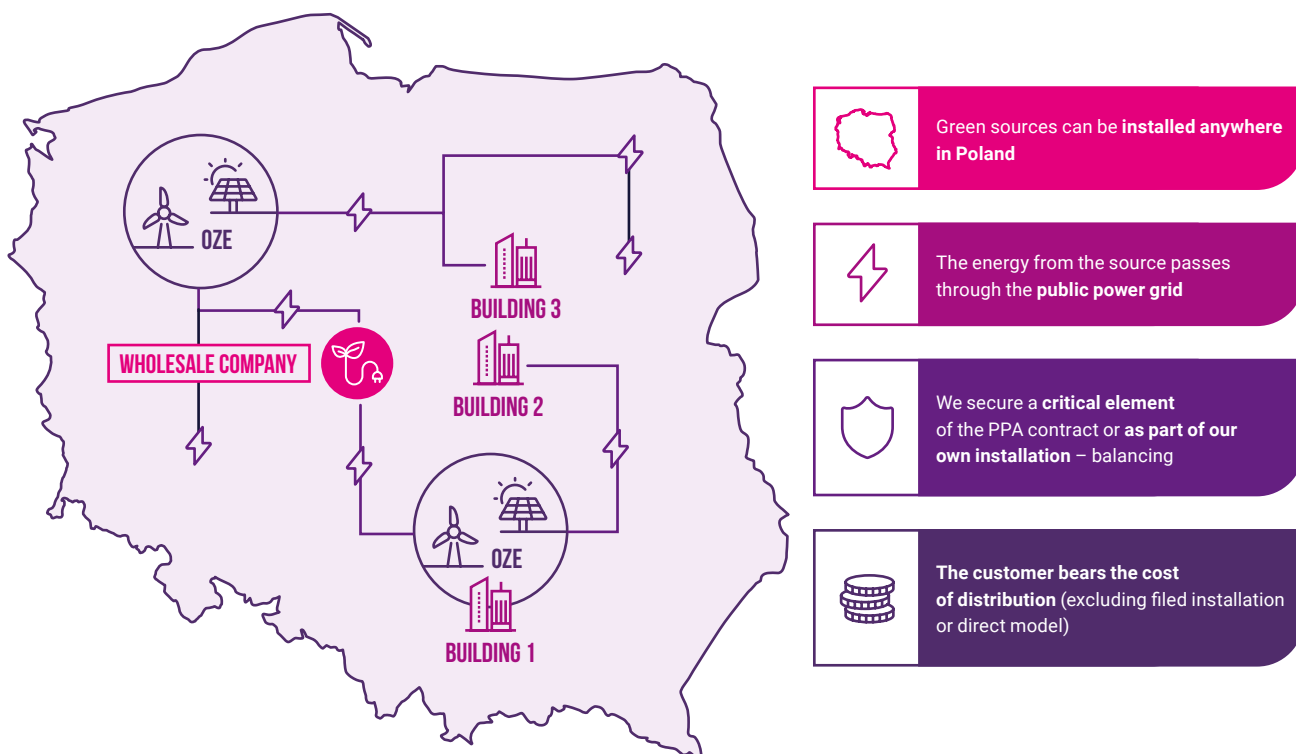 OZE
BUILDING 3
WHOLESALE COMPANY
BUILDING 2
OZE
BUILDING 1
Green sources can be installed anywhere
in Poland
The energy from the source passes
through the public power grid
We secure a critical element
of the PPA contract or as part of our
own installation – balancing
The customer bears the cost
of distribution (excluding filed installation
or direct model)